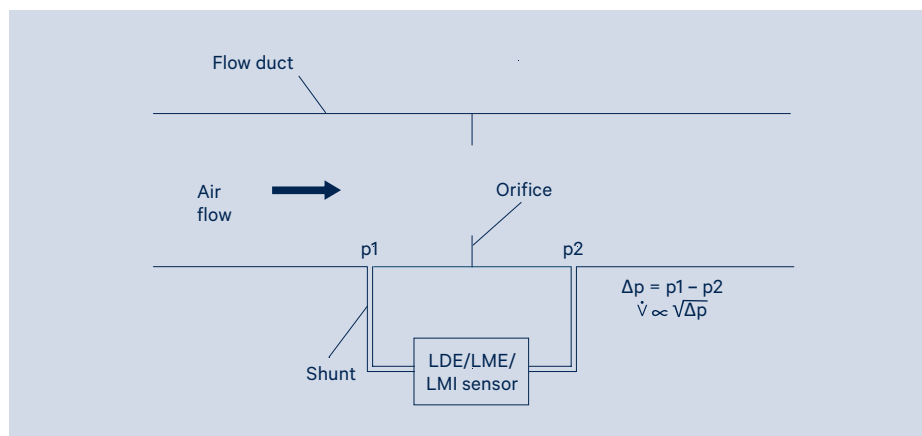 Flow duct
Air
flow
Orifice
p1
p2
Δp = p1 – p2
V̇ ∝ √Δp
Shunt
LDE/LME/
LMI sensor